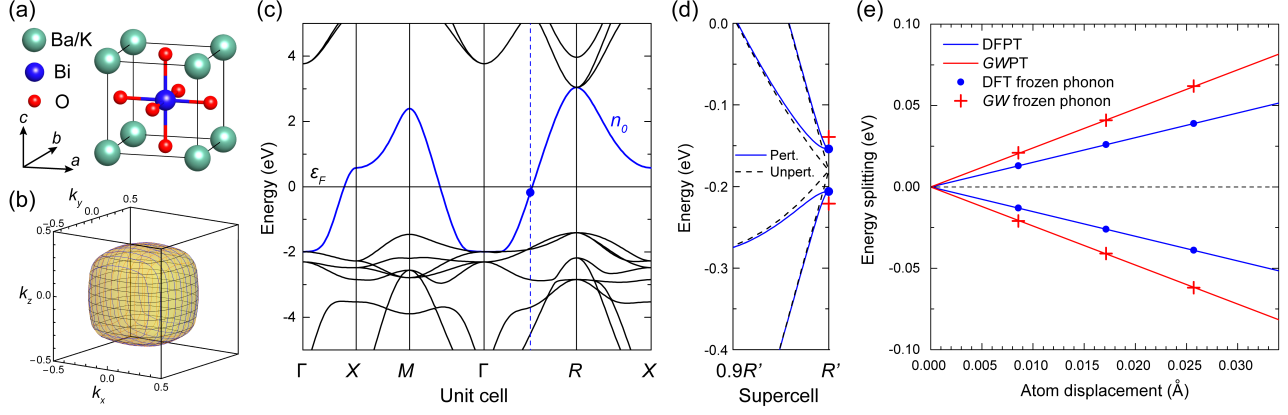 (a)
Ba/K
Bi
O
c
b
a
(b)
k_y
0.5
0.0
−0.5
0.5
k_z
0.0
−0.5
−0.5
0.0
k_x
0.5
(c)
Energy (eV)
4
2
0
-2
-4
ε_F
n_0
Γ
X
M
Γ
R
X
Unit cell
(d)
Energy (eV)
0.0
-0.1
-0.2
-0.3
-0.4
Pert.
Unpert.
0.9R'
R'
Supercell
(e)
Energy splitting (eV)
0.10
0.05
0.00
-0.05
-0.10
DFPT
GWPT
DFT frozen phonon
GW frozen phonon
0.000
0.005
0.010
0.015
0.020
0.025
0.030
Atom displacement (Å)